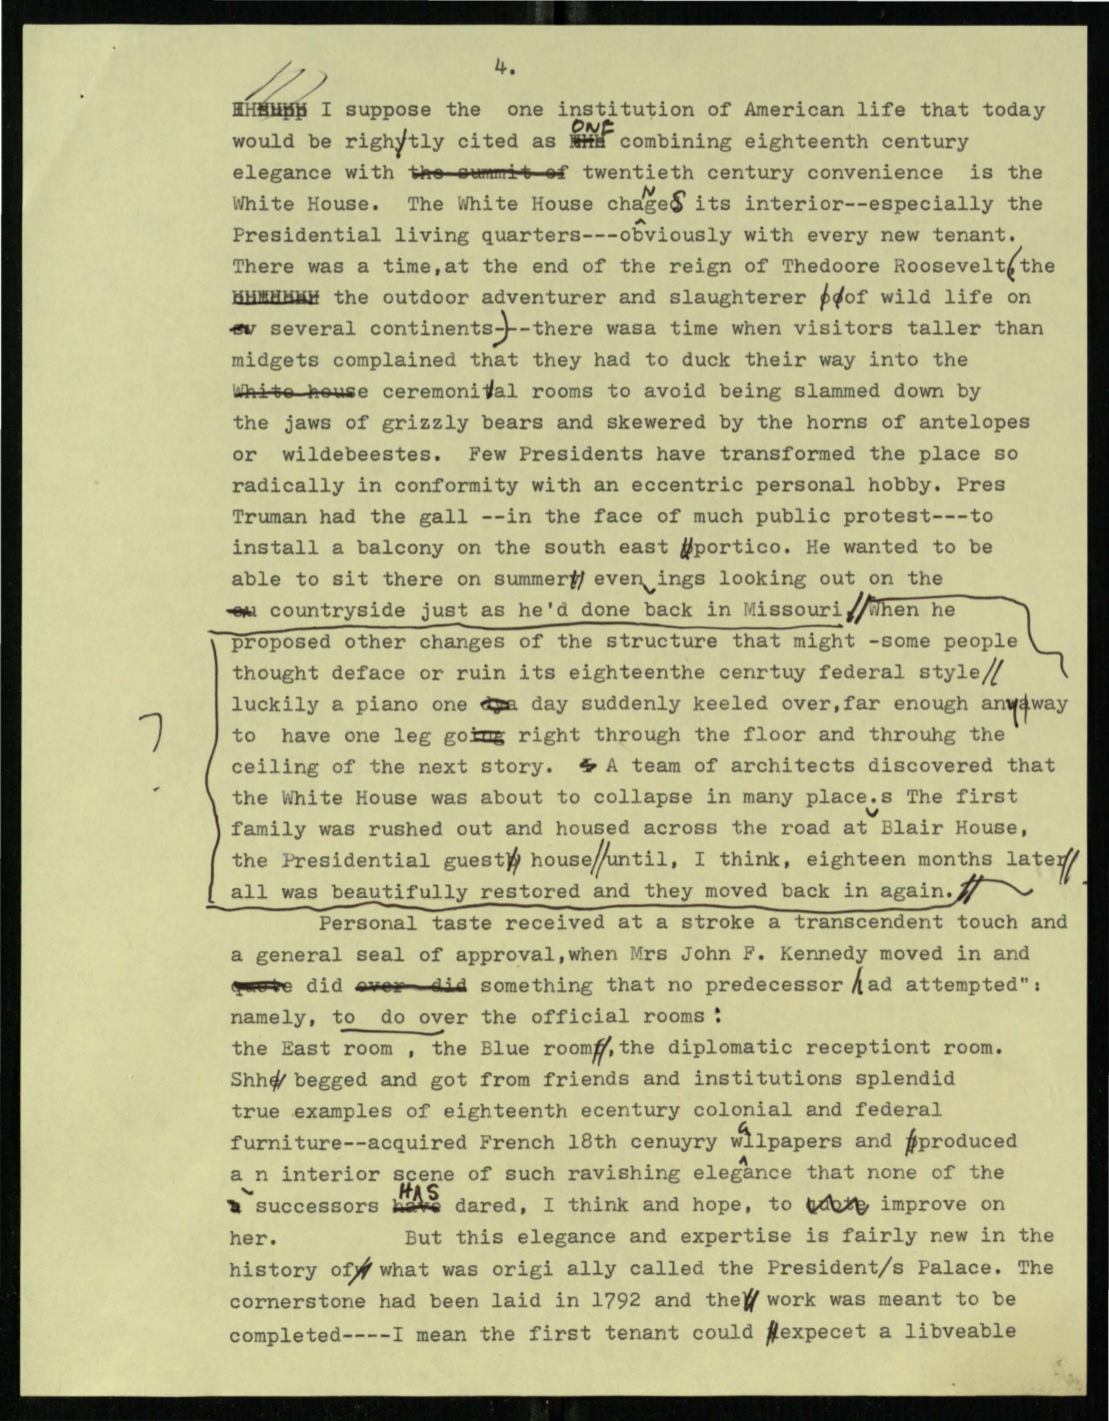 4.
I suppose the one institution of American life that today
would be righytly cited as ONE combining eighteenth century
elegance with the summit of twentieth century convenience is the
White House. The White House changeS its interior--especially the
Presidential living quarters---obviously with every new tenant.
There was a time,at the end of the reign of Thedoore Roosevelt(the
the outdoor adventurer and slaughterer of wild life on
ev several continents)--there wasa time when visitors taller than
midgets complained that they had to duck their way into the
White house ceremonial rooms to avoid being slammed down by
the jaws of grizzly bears and skewered by the horns of antelopes
or wildebeestes. Few Presidents have transformed the place so
radically in conformity with an eccentric personal hobby. Pres
Truman had the gall --in the face of much public protest---to
install a balcony on the south east portico. He wanted to be
able to sit there on summer even ings looking out on the
countryside just as he'd done back in Missouri. When he
proposed other changes of the structure that might -some people
thought deface or ruin its eighteenthe cenrtuy federal style
luckily a piano one day suddenly keeled over,far enough anyaway
? to have one leg going right through the floor and throuhg the
ceiling of the next story. A team of architects discovered that
the White House was about to collapse in many place.s The first
family was rushed out and housed across the road at Blair House,
the Presidential guest house until, I think, eighteen months later
all was beautifully restored and they moved back in again.
Personal taste received at a stroke a transcendent touch and
a general seal of approval,when Mrs John F. Kennedy moved in and
quote did over did something that no predecessor had attempted":
namely, to do over the official rooms:
the East room , the Blue room,the diplomatic receptiont room.
Shhe begged and got from friends and institutions splendid
true examples of eighteenth ecentury colonial and federal
furniture--acquired French 18th cenuyry wallpapers and produced
a n interior scene of such ravishing elegance that none of the
successors have HAS dared, I think and hope, to improve on
her. But this elegance and expertise is fairly new in the
history of what was origi ally called the President/s Palace. The
cornerstone had been laid in 1792 and the work was meant to be
completed----I mean the first tenant could expecet a libveable